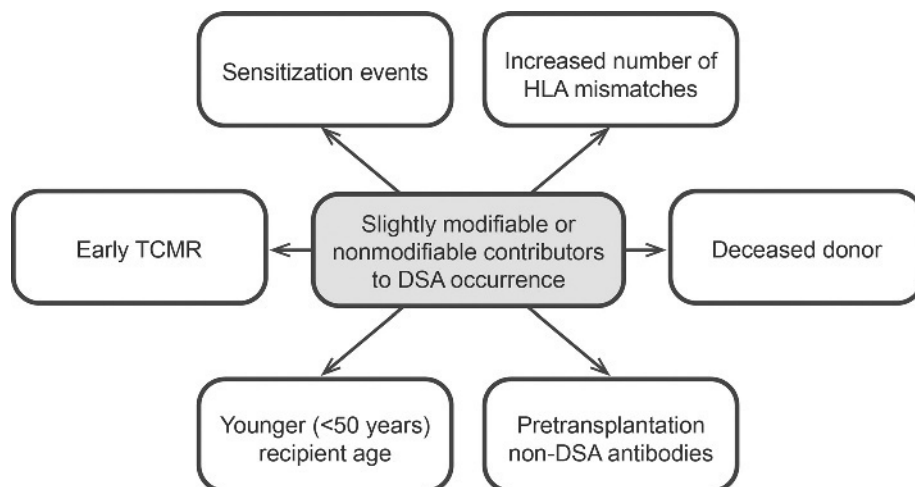 Sensitization events
Increased number of
HLA mismatches
Early TCMR
Slightly modifiable or
nonmodifiable contributors
to DSA occurrence
Deceased donor
Younger (<50 years)
recipient age
Pretransplantation
non-DSA antibodies